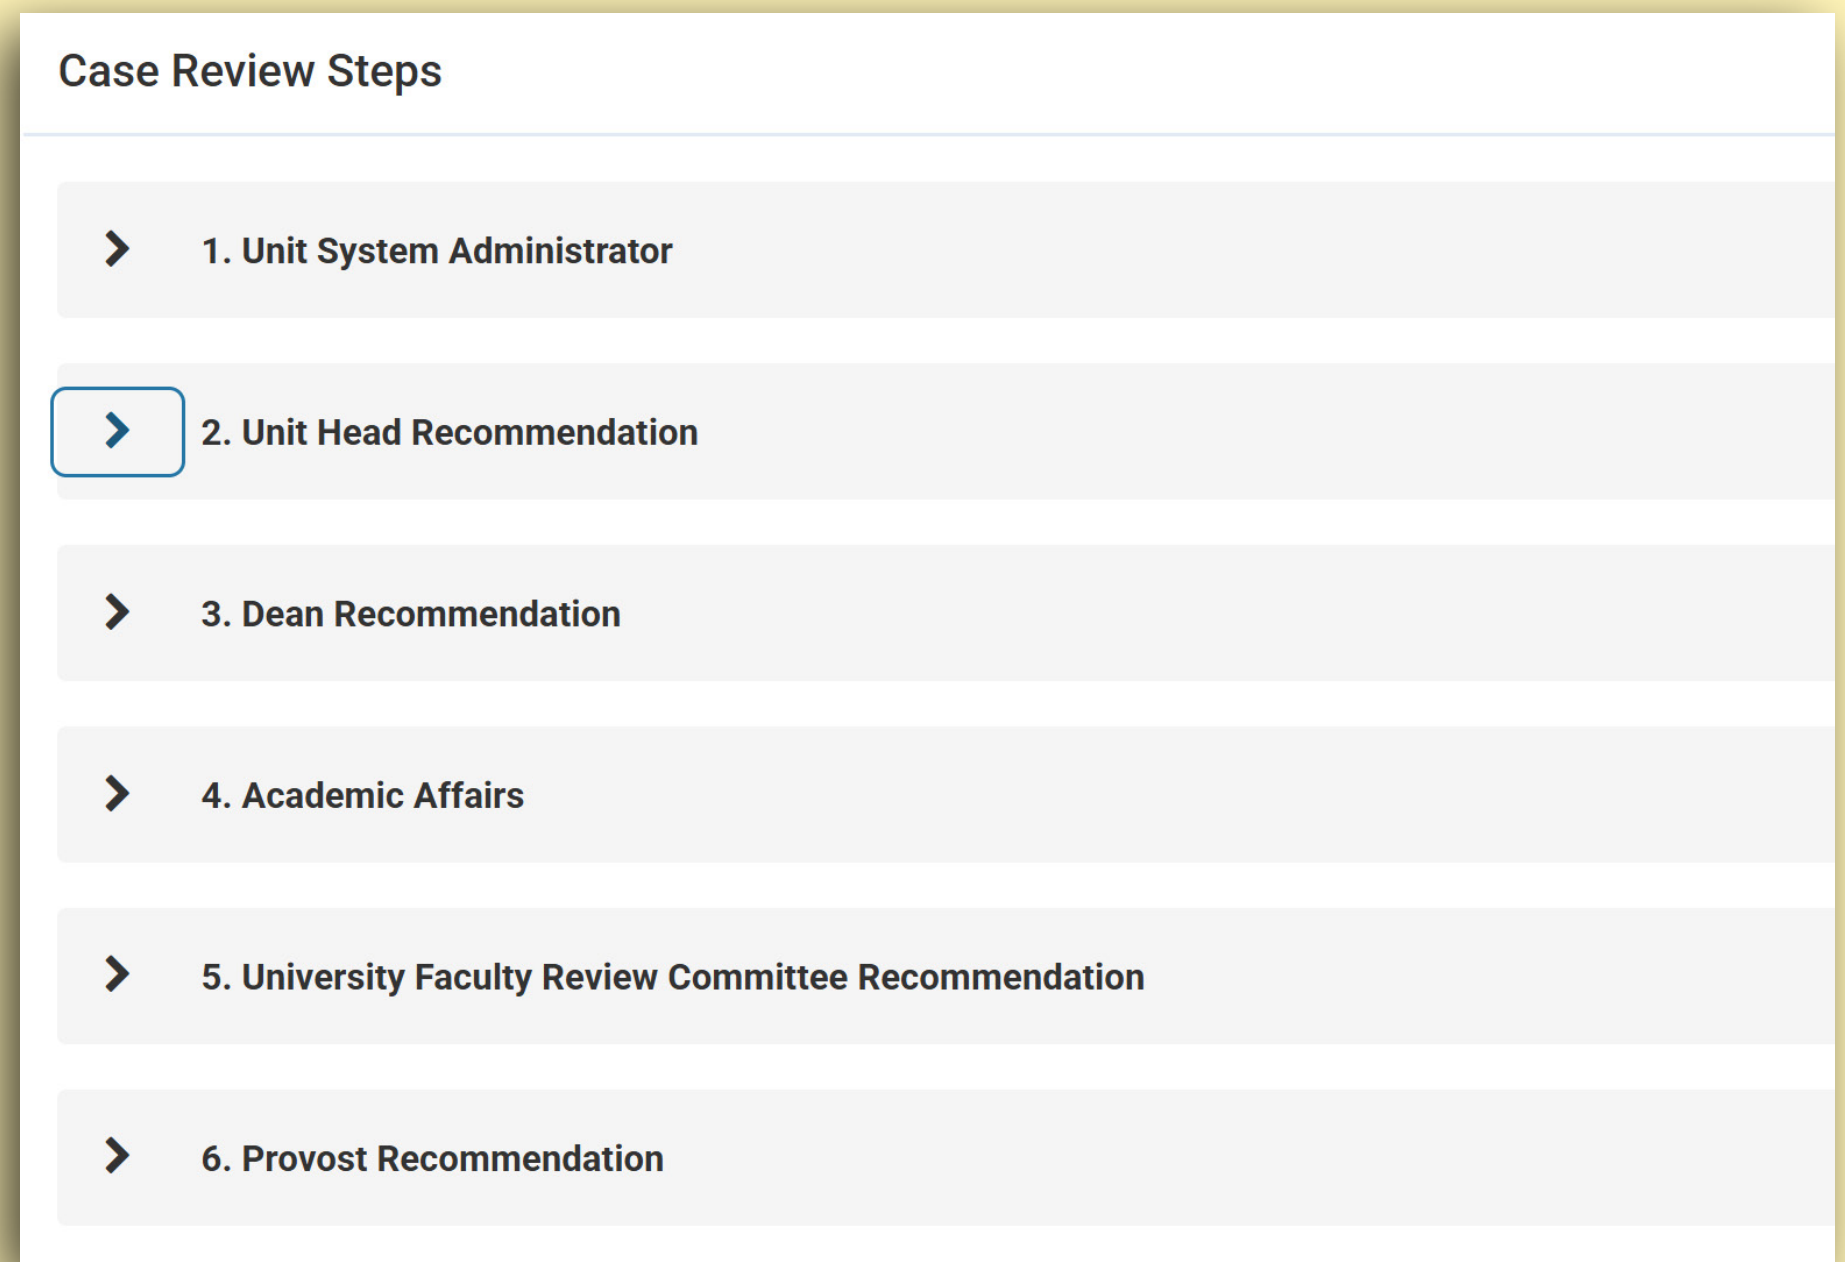 Case Review Steps
1. Unit System Administrator
2. Unit Head Recommendation
3. Dean Recommendation
4. Academic Affairs
5. University Faculty Review Committee Recommendation
6. Provost Recommendation